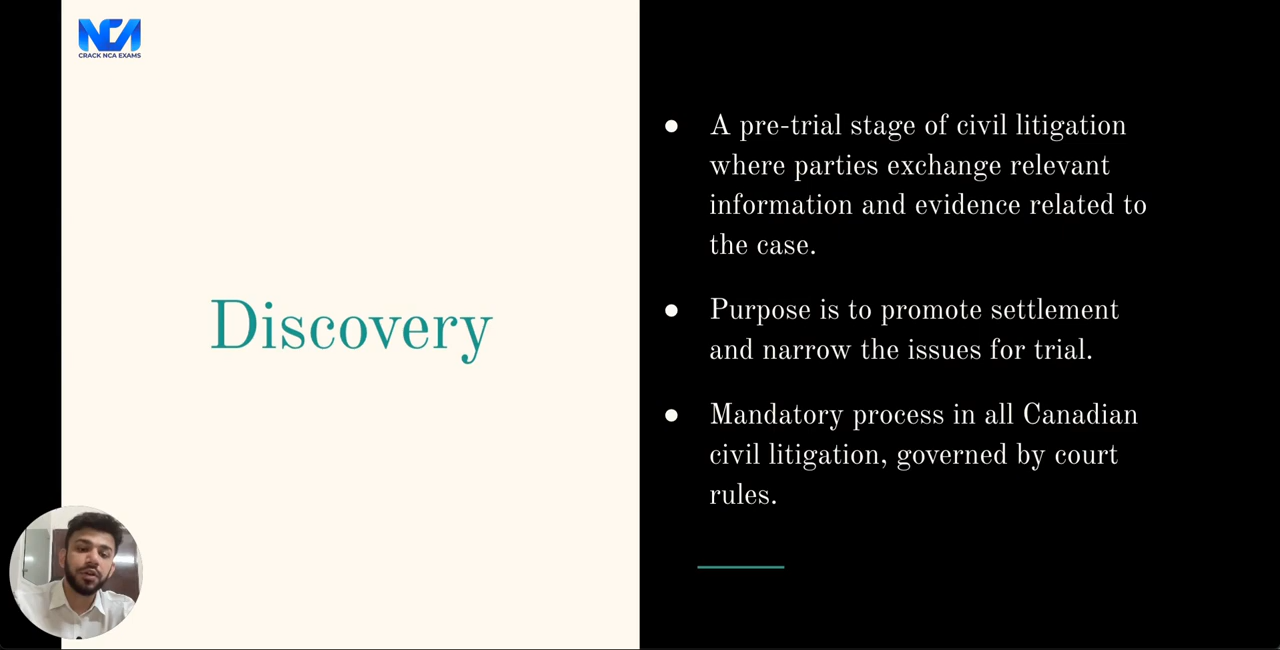 NCA
CRACK NCA EXAMS
Discovery
● A pre-trial stage of civil litigation
where parties exchange relevant
information and evidence related to
the case.
● Purpose is to promote settlement
and narrow the issues for trial.
● Mandatory process in all Canadian
civil litigation, governed by court
rules.